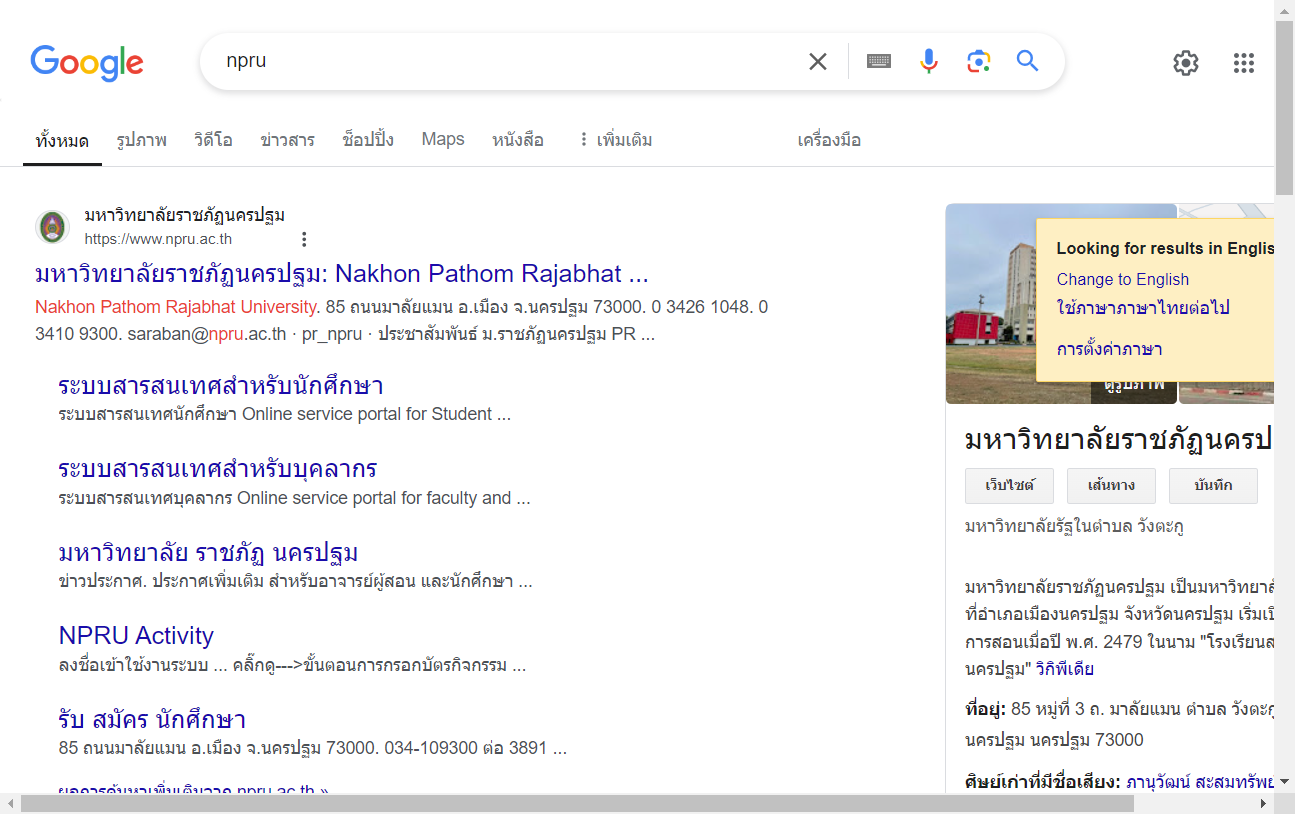 Google
npru
ทั้งหมด
รูปภาพ
วิดีโอ
ข่าวสาร
ช็อปปิ้ง
Maps
หนังสือ
เพิ่มเติม
เครื่องมือ
มหาวิทยาลัยราชภัฏนครปฐม
https://www.npru.ac.th
มหาวิทยาลัยราชภัฏนครปฐม: Nakhon Pathom Rajabhat ...
Nakhon Pathom Rajabhat University. 85 ถนนมาลัยแมน อ.เมือง จ.นครปฐม 73000. 0 3426 1048. 0
3410 9300. saraban@npru.ac.th · pr_npru · ประชาสัมพันธ์ ม.ราชภัฏนครปฐม PR ...
ระบบสารสนเทศสำหรับนักศึกษา
ระบบสารสนเทศนักศึกษา Online service portal for Student ...
ระบบสารสนเทศสำหรับบุคลากร
ระบบสารสนเทศบุคลากร Online service portal for faculty and ...
มหาวิทยาลัย ราชภัฏ นครปฐม
ข่าวประกาศ. ประกาศเพิ่มเติม สำหรับอาจารย์ผู้สอน และนักศึกษา ...
NPRU Activity
ลงชื่อเข้าใช้งานระบบ ... คลิ๊กดู--->ขั้นตอนการกรอกบัตรกิจกรรม ...
รับ สมัคร นักศึกษา
85 ถนนมาลัยแมน อ.เมือง จ.นครปฐม 73000. 034-109300 ต่อ 3891 ...
ผลการค้นหาเพิ่มเติมจาก npru.ac.th »
Looking for results in Englis
Change to English
ใช้ภาษาภาษาไทยต่อไป
การตั้งค่าภาษา
ดูรูปภาพ
มหาวิทยาลัยราชภัฏนครป
เว็บไซต์
เส้นทาง
บันทึก
มหาวิทยาลัยรัฐในตำบล วังตะกู
มหาวิทยาลัยราชภัฏนครปฐม เป็นมหาวิทยาลั
ที่อำเภอเมืองนครปฐม จังหวัดนครปฐม เริ่มเปิ
การสอนเมื่อปี พ.ศ. 2479 ในนาม "โรงเรียนส
นครปฐม" วิกิพีเดีย
ที่อยู่: 85 หมู่ที่ 3 ถ. มาลัยแมน ตำบล วังตะกู
นครปฐม นครปฐม 73000
ศิษย์เก่าที่มีชื่อเสียง: ภานุวัฒน์ สะสมทรัพย